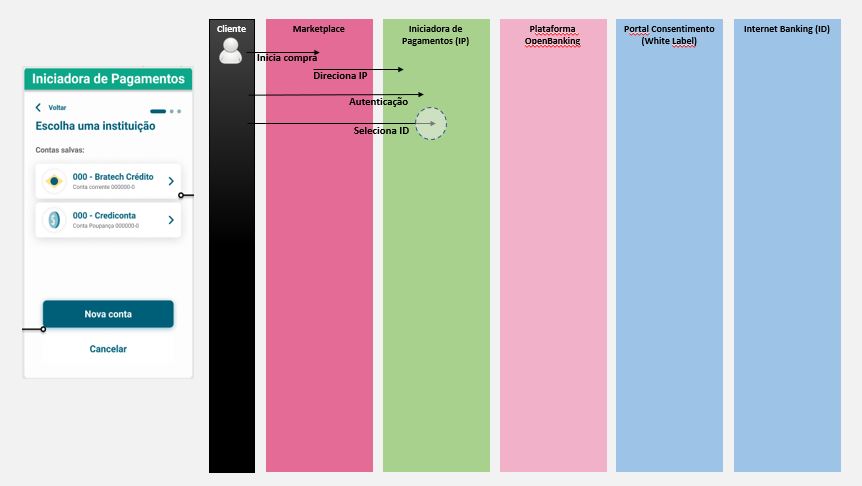 Iniciadora de Pagamentos
Voltar
Escolha uma instituição
Contas salvas:
000 - Bratech Crédito
Conta corrente 000000-0
000 - Crediconta
Conta Poupança 000000-0
Nova conta
Cancelar
Cliente
Marketplace
Iniciadora de
Pagamentos (IP)
Plataforma
OpenBanking
Portal Consentimento
(White Label)
Internet Banking (ID)
Inicia compra
Direciona IP
Autenticação
Seleciona ID